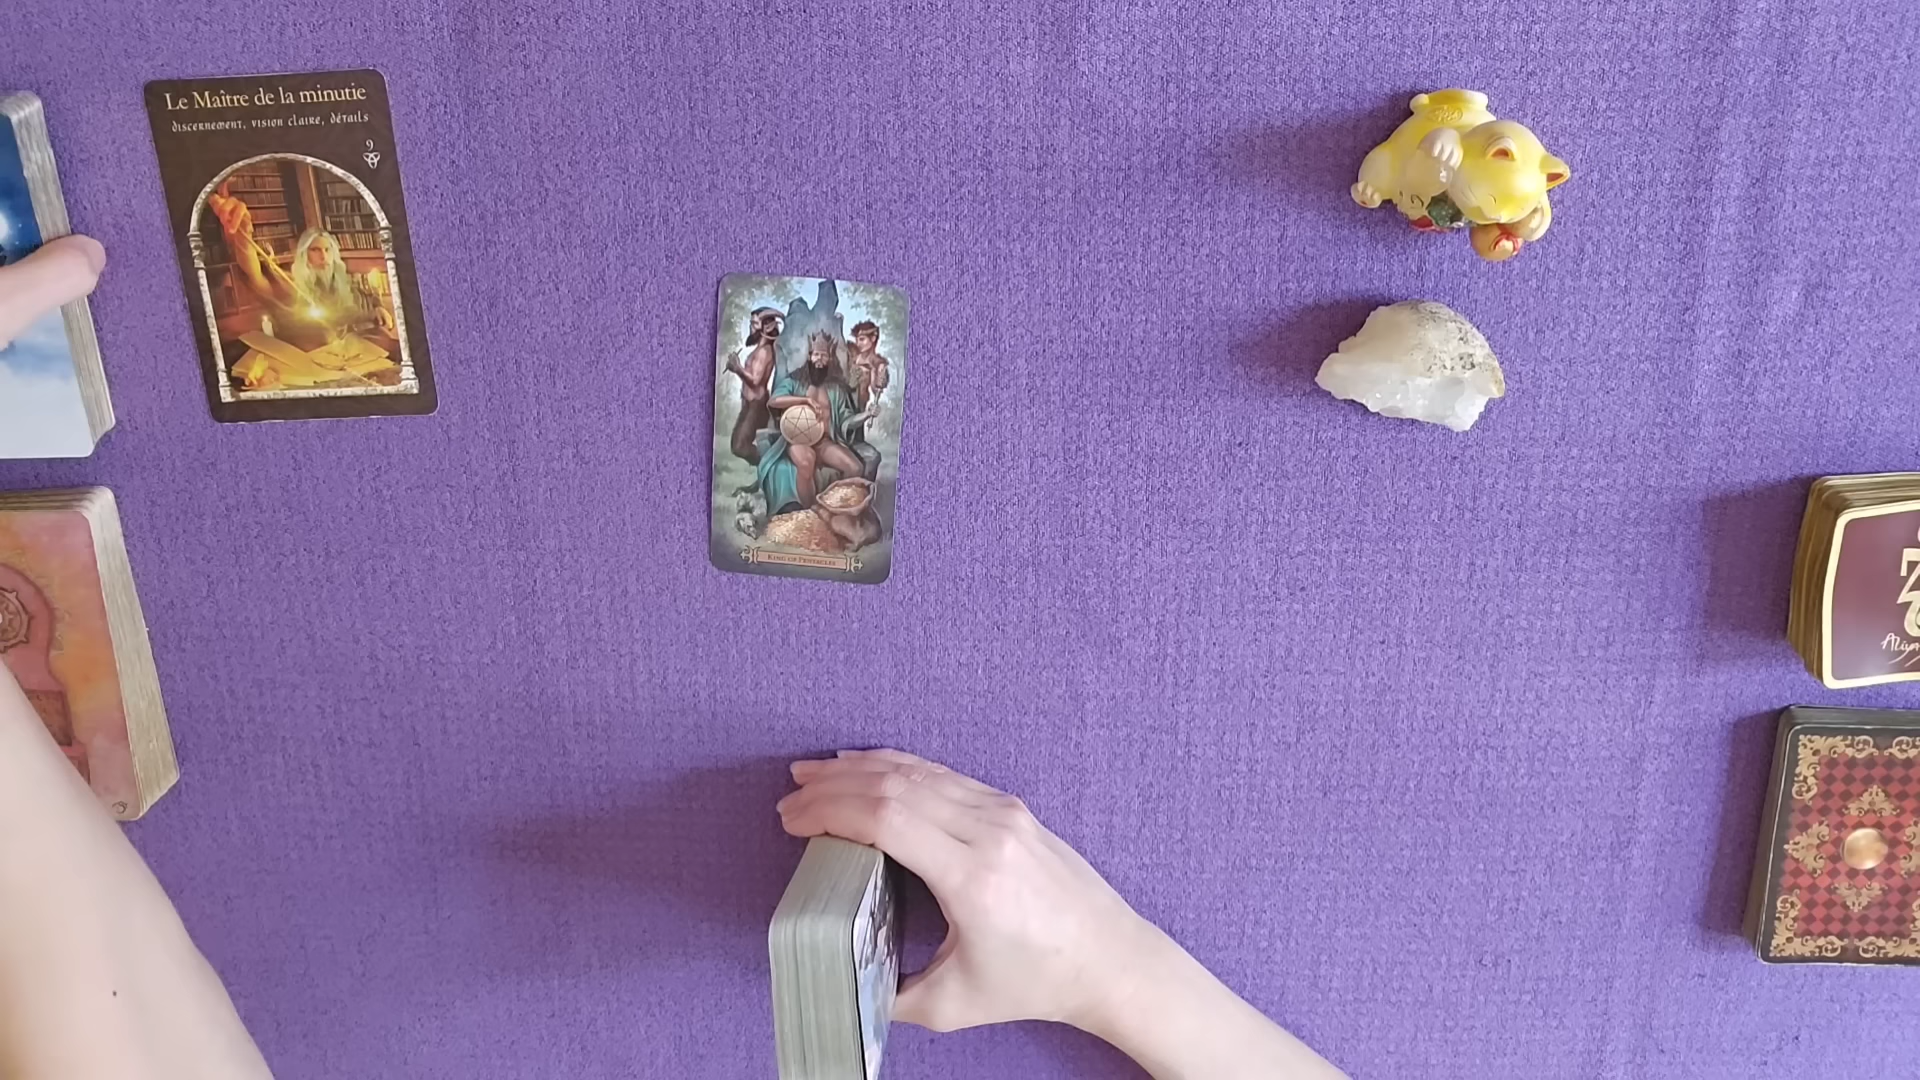 Le Maître de la minutie
discernement, vision claire, détails
9
KING OF PENTACLES